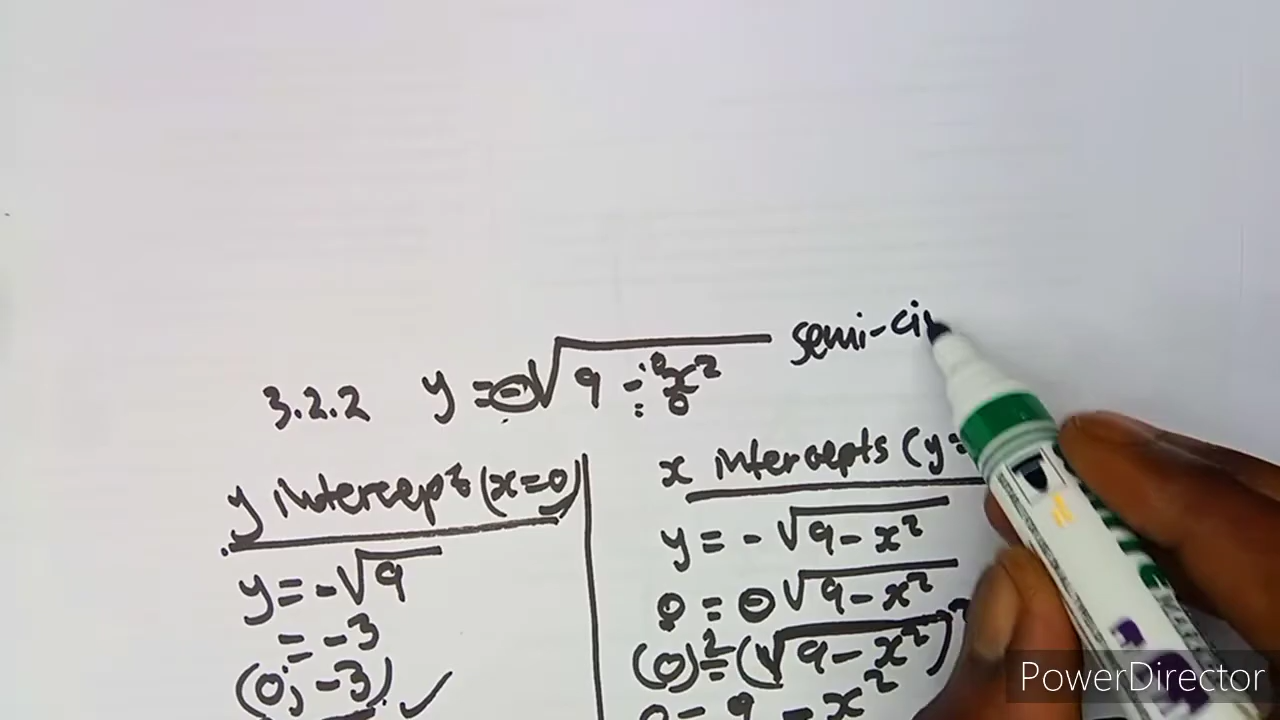 semi-ci
3.2.2 y = -√9 - x²
y intercept (x=0)
y = -√9
= -3
(0; -3) ✓
x intercepts (y=
y = -√9 - x²
0 = -√9 - x²
(0)² = (√9 - x²)²
0 = 9 - x²
PowerDirector